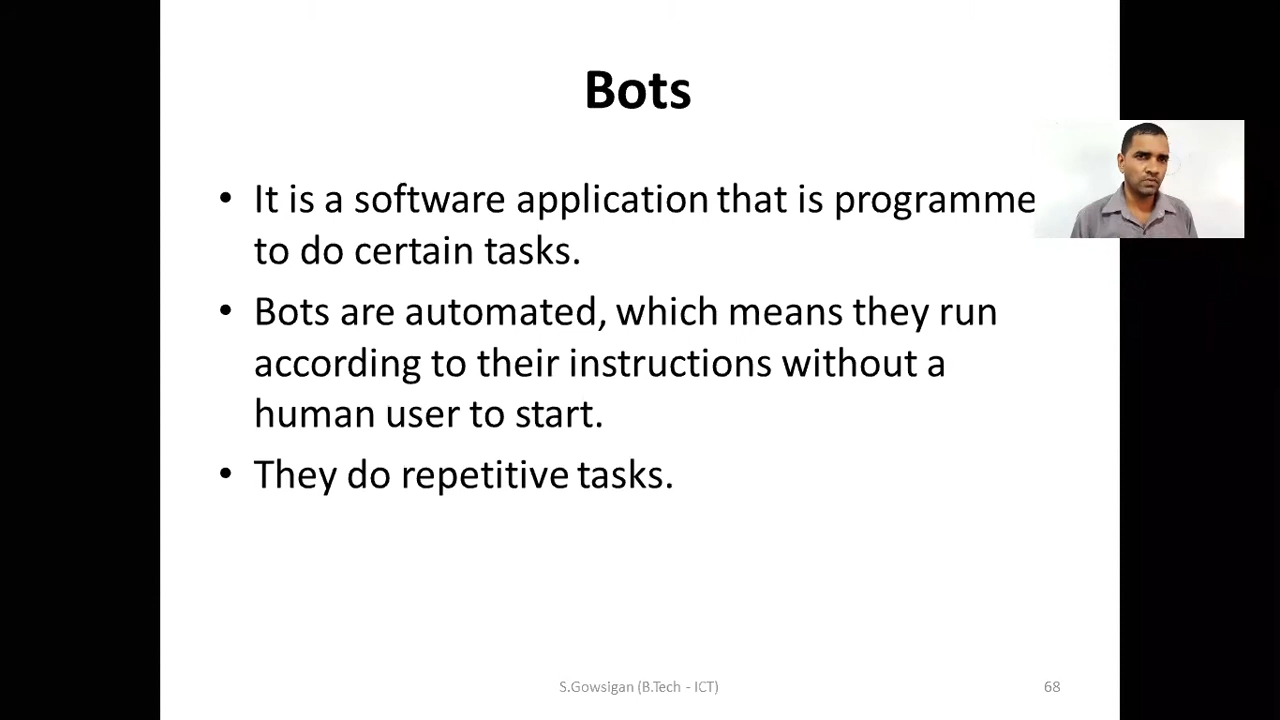 Bots
• It is a software application that is programme
to do certain tasks.
• Bots are automated, which means they run
according to their instructions without a
human user to start.
• They do repetitive tasks.
S.Gowsigan (B.Tech - ICT)
68